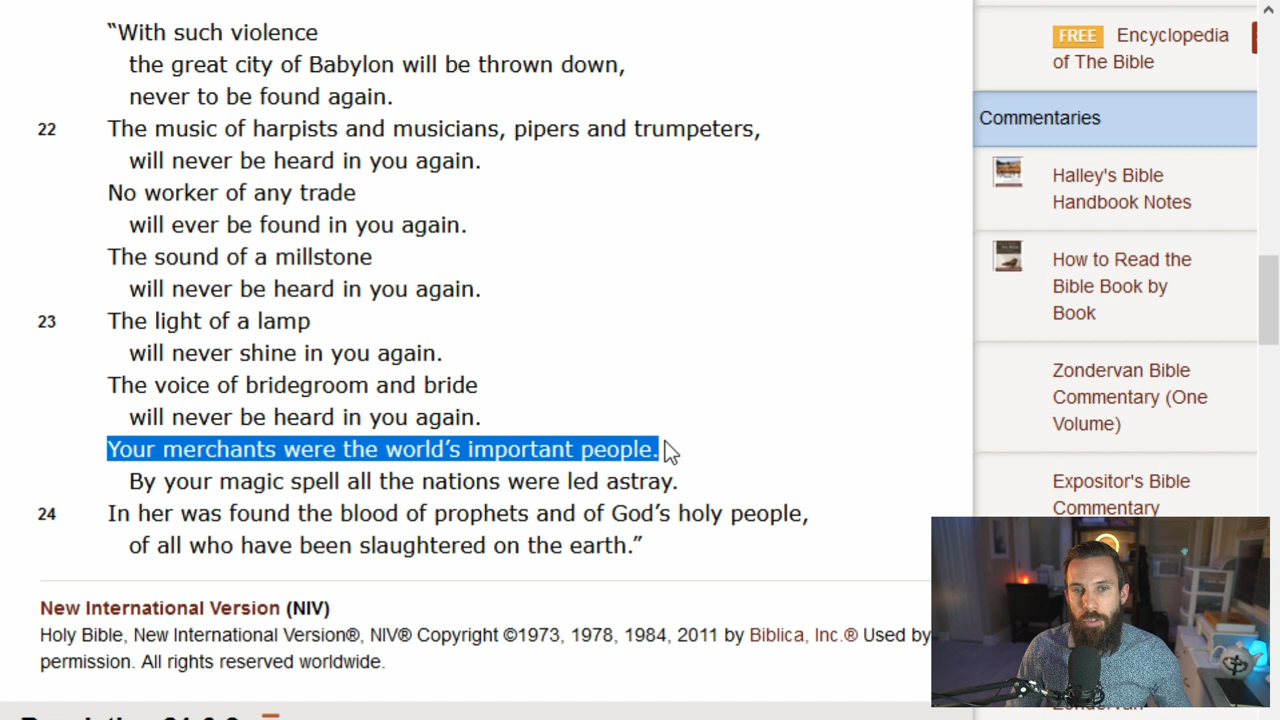 “With such violence
the great city of Babylon will be thrown down,
never to be found again.
22 The music of harpists and musicians, pipers and trumpeters,
will never be heard in you again.
No worker of any trade
will ever be found in you again.
The sound of a millstone
will never be heard in you again.
23 The light of a lamp
will never shine in you again.
The voice of bridegroom and bride
will never be heard in you again.
Your merchants were the world’s important people.
By your magic spell all the nations were led astray.
24 In her was found the blood of prophets and of God’s holy people,
of all who have been slaughtered on the earth.”
New International Version (NIV)
Holy Bible, New International Version®, NIV® Copyright ©1973, 1978, 1984, 2011 by Biblica, Inc.® Used by
permission. All rights reserved worldwide.
FREE Encyclopedia
of The Bible
Commentaries
Halley's Bible
Handbook Notes
How to Read the
Bible Book by
Book
Zondervan Bible
Commentary (One
Volume)
Expositor's Bible
Commentary